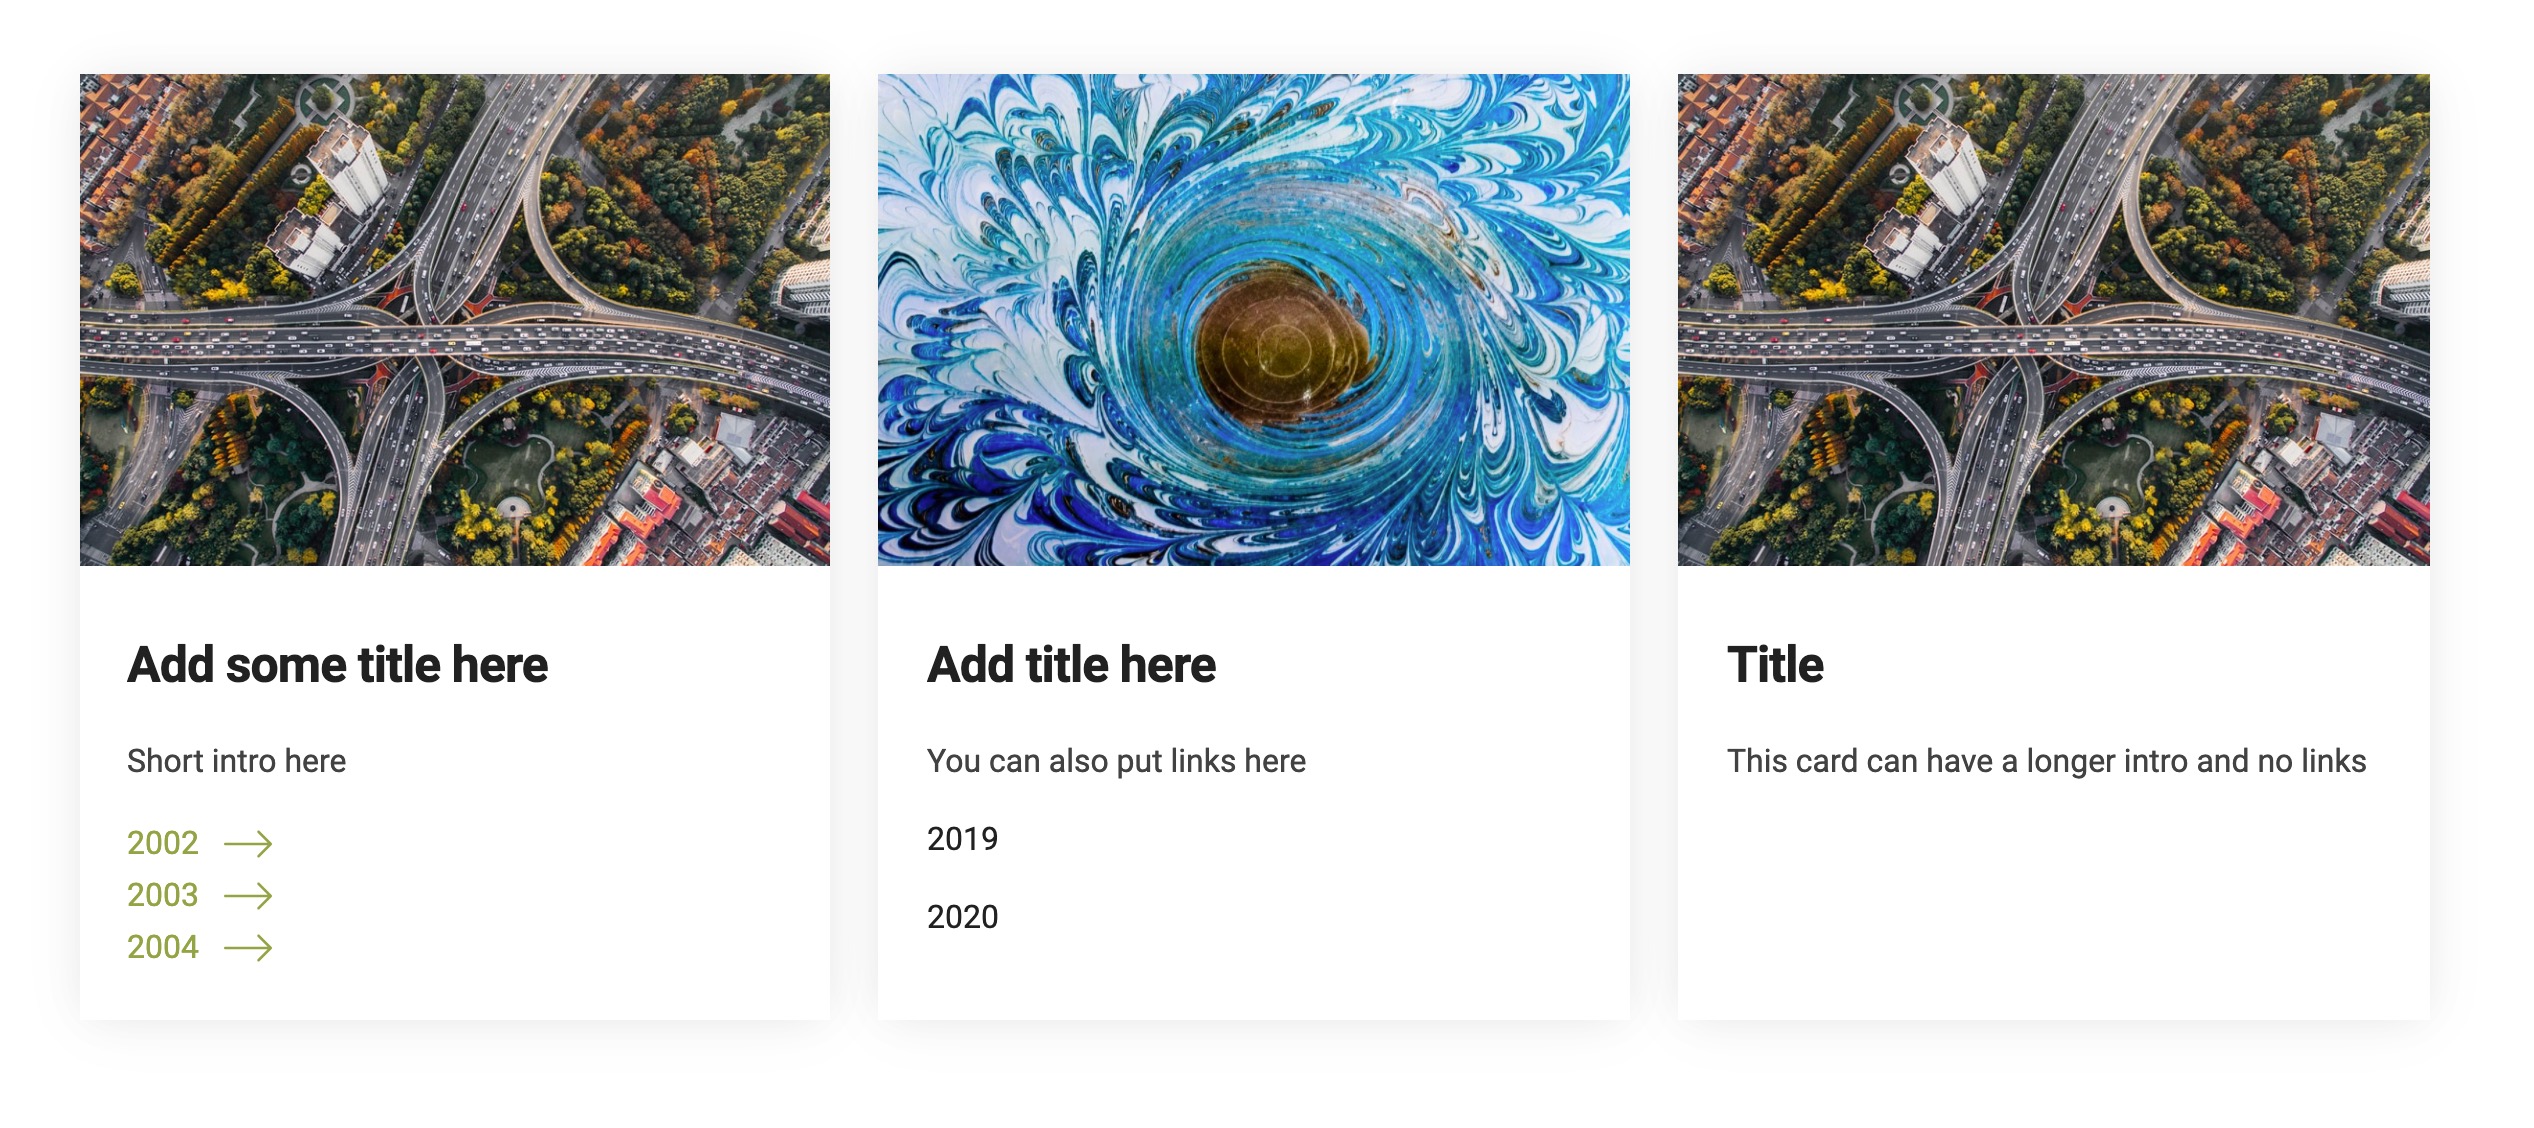 Add some title here
Short intro here
2002
2003
2004
Add title here
You can also put links here
2019
2020
Title
This card can have a longer intro and no links